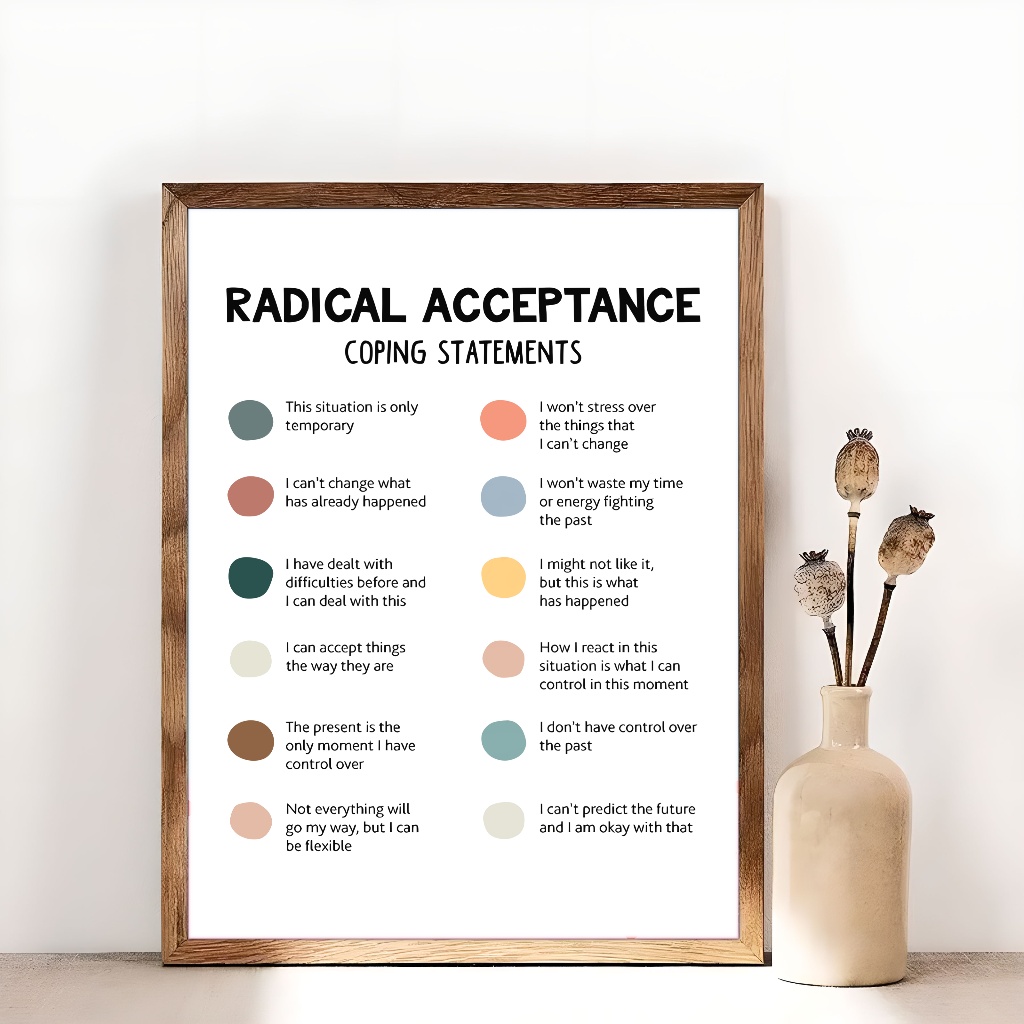 RADICAL ACCEPTANCE
COPING STATEMENTS
This situation is only
temporary
I can't change what
has already happened
I have dealt with
difficulties before and
I can deal with this
I can accept things
the way they are
The present is the
only moment I have
control over
Not everything will
go my way, but I can
be flexible
I won't stress over
the things that
I can't change
I won't waste my time
or energy fighting
the past
I might not like it,
but this is what
has happened
How I react in this
situation is what I can
control in this moment
I don't have control over
the past
I can't predict the future
and I am okay with that